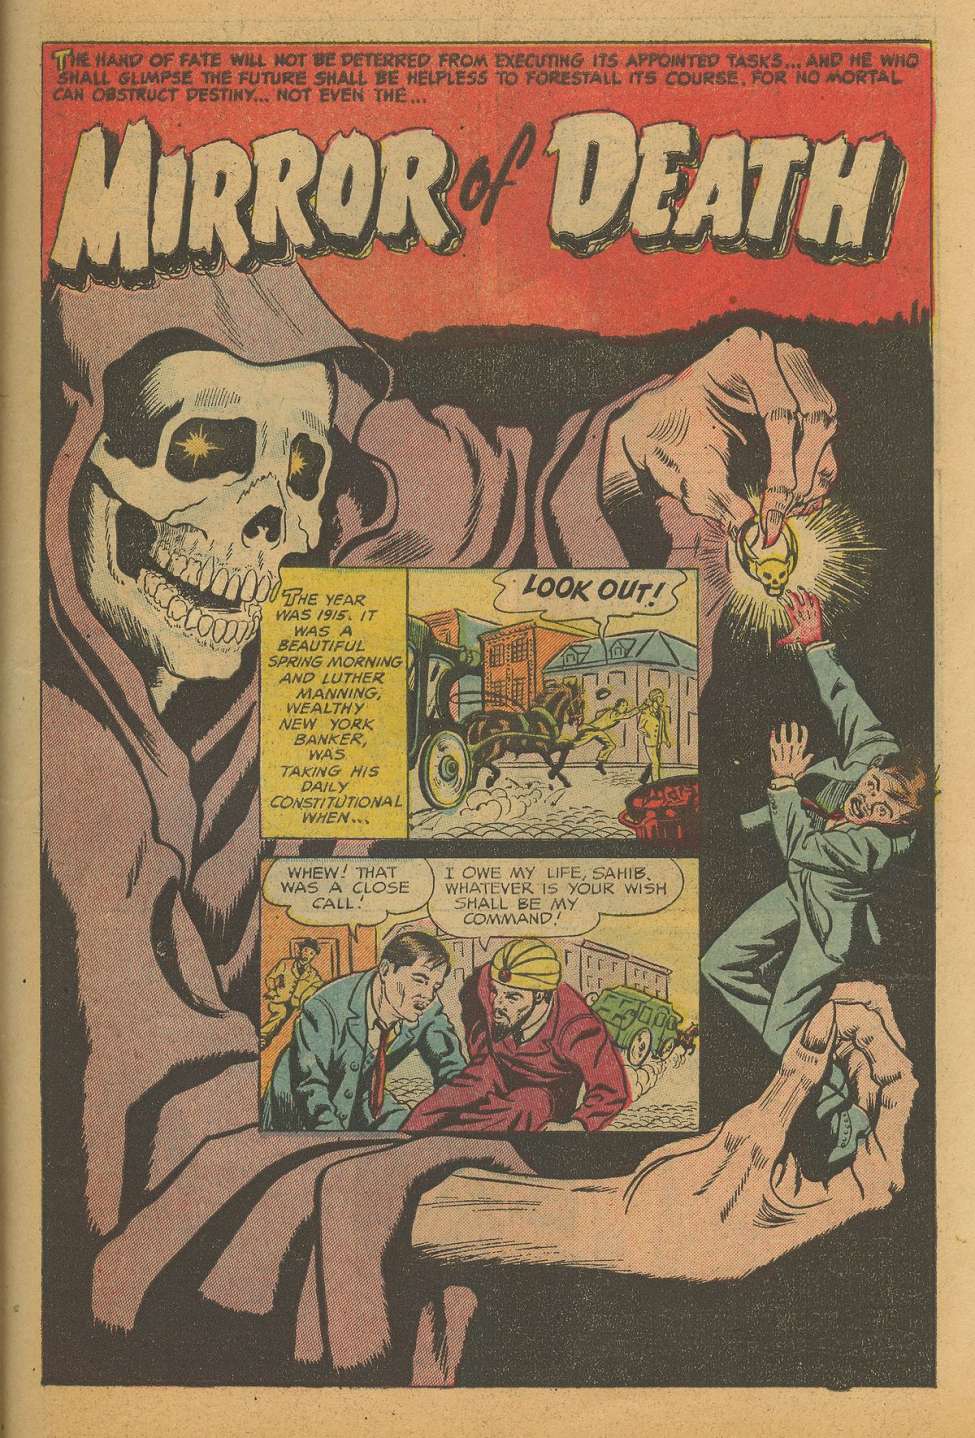 THE HAND OF FATE WILL NOT BE DETERRED FROM EXECUTING ITS APPOINTED TASKS... AND HE WHO
SHALL GLIMPSE THE FUTURE SHALL BE HELPLESS TO FORESTALL ITS COURSE, FOR NO MORTAL
CAN OBSTRUCT DESTINY... NOT EVEN THE...
MIRROR of DEATH
THE YEAR
WAS 1915. IT
WAS A
BEAUTIFUL
SPRING MORNING
AND LUTHER
MANNING,
WEALTHY
NEW YORK
BANKER,
WAS
TAKING HIS
DAILY
CONSTITUTIONAL
WHEN...
LOOK OUT!
WHEW! THAT
WAS A CLOSE
CALL!
I OWE MY LIFE, SAHIB.
WHATEVER IS YOUR WISH
SHALL BE MY
COMMAND!